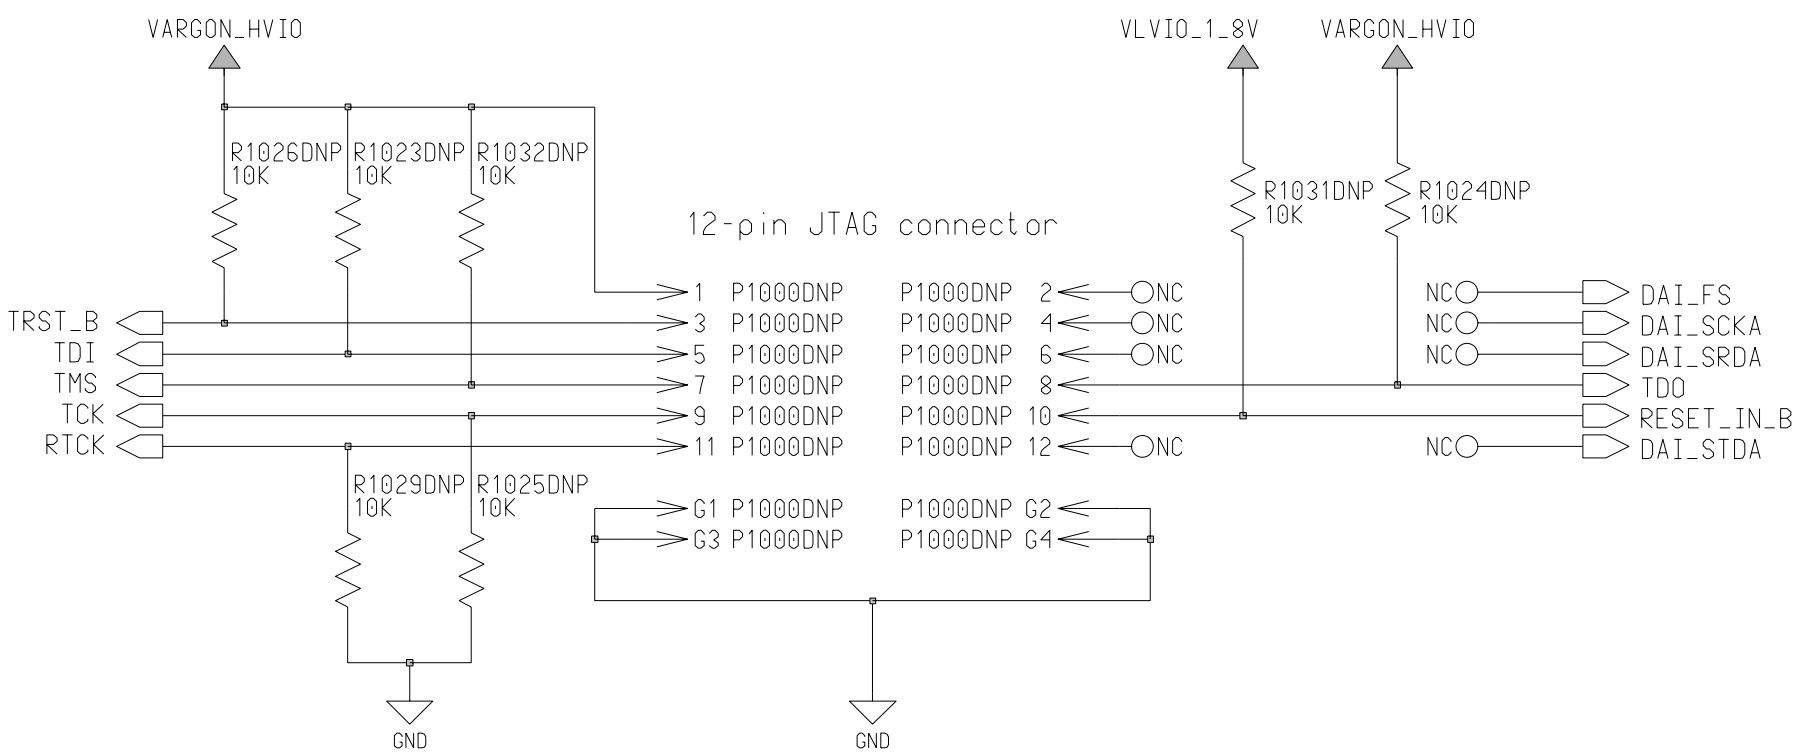 VARGON_HVIO VLVIO_1_8V VARGON_HVIO
R1026DNP R1023DNP R1032DNP
10K 10K 10K
R1031DNP R1024DNP
10K 10K
12-pin JTAG connector
1 P1000DNP P1000DNP 2 NC NC DAI_FS
TRST_B 3 P1000DNP P1000DNP 4 NC NC DAI_SCKA
TDI 5 P1000DNP P1000DNP 6 NC NC DAI_SRDA
TMS 7 P1000DNP P1000DNP 8 TDO
TCK 9 P1000DNP P1000DNP 10 RESET_IN_B
RTCK 11 P1000DNP P1000DNP 12 NC NC DAI_STDA
R1029DNP R1025DNP
10K 10K
G1 P1000DNP P1000DNP G2
G3 P1000DNP P1000DNP G4
GND GND